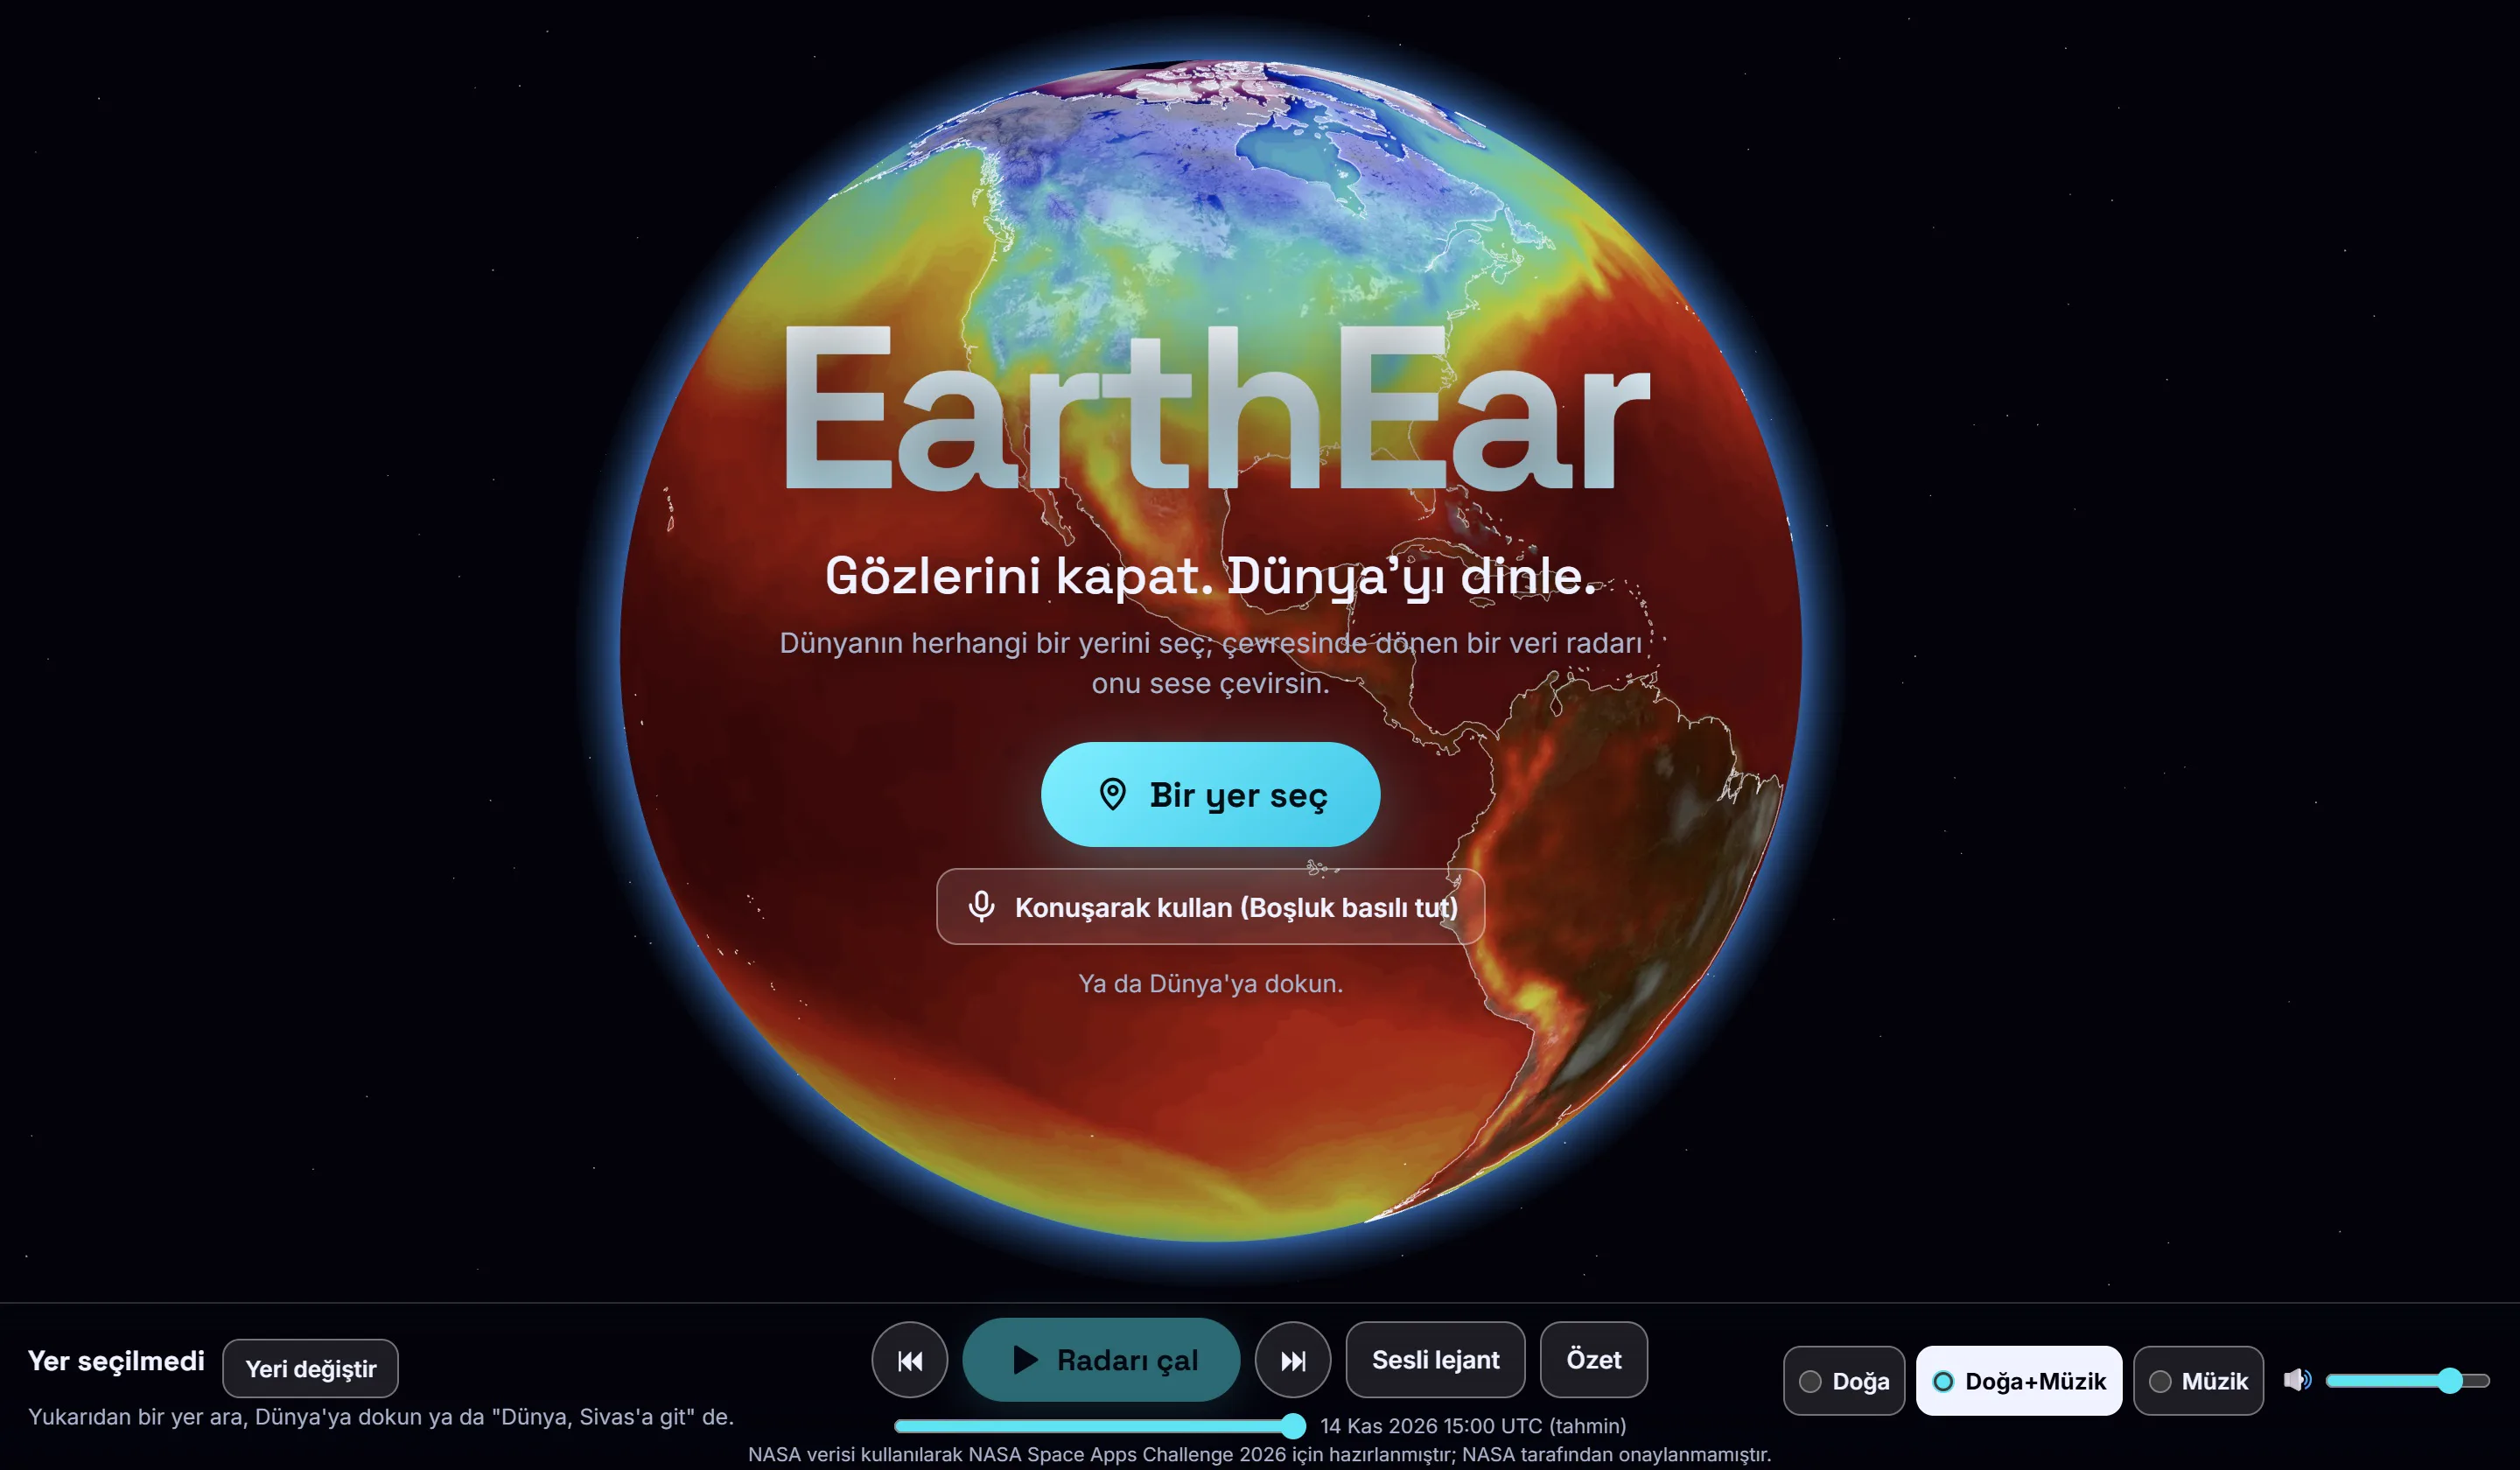 EarthEar
Gözlerini kapat. Dünya’yı dinle.
Dünyanın herhangi bir yerini seç; çevresinde dönen bir veri radarı
onu sese çevirsin.
Bir yer seç
Konuşarak kullan (Boşluk basılı tut)
Ya da Dünya'ya dokun.
Yer seçilmedi
Yeri değiştir
Yukarıdan bir yer ara, Dünya'ya dokun ya da "Dünya, Sivas'a git" de.
Radarı çal
Sesli lejant
Özet
14 Kas 2026 15:00 UTC (tahmin)
Doğa
Doğa+Müzik
Müzik
NASA verisi kullanılarak NASA Space Apps Challenge 2026 için hazırlanmıştır; NASA tarafından onaylanmamıştır.